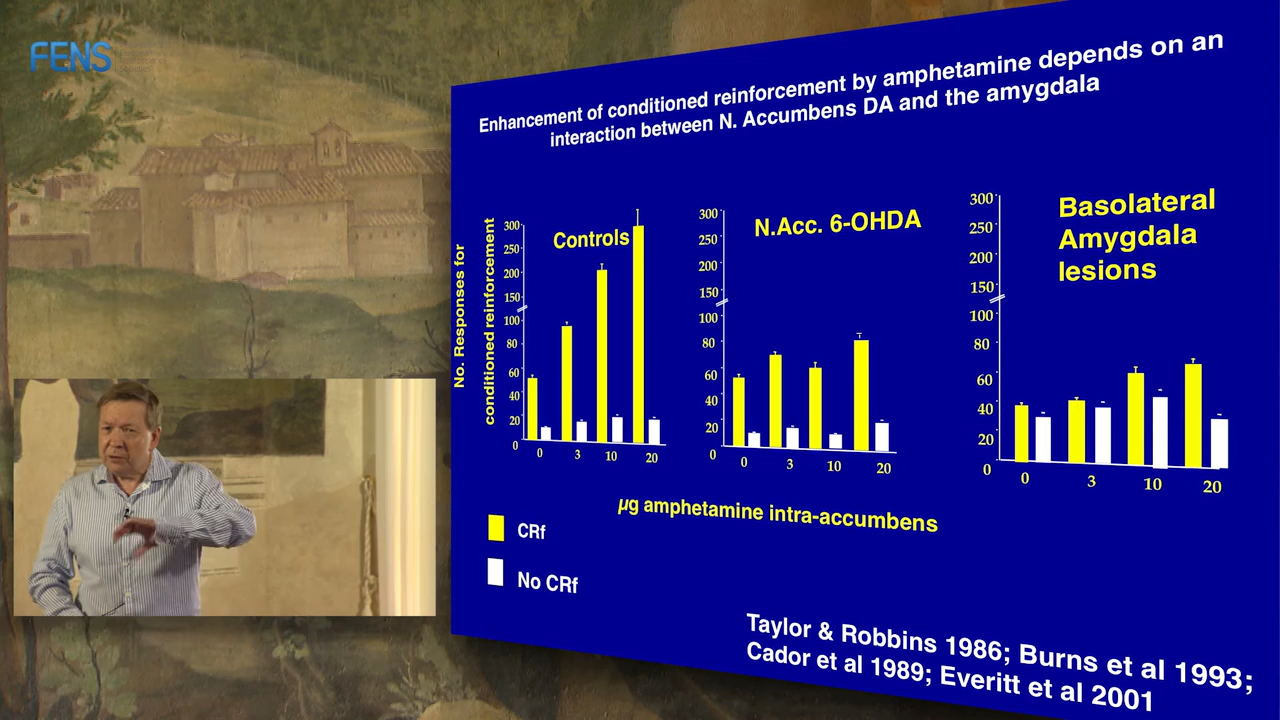 FENS
Enhancement of conditioned reinforcement by amphetamine depends on an
interaction between N. Accumbens DA and the amygdala
No. Responses for
conditioned reinforcement
Controls
300
250
200
150
100
80
60
40
20
0
0 3 10 20
N.Acc. 6-OHDA
300
250
200
150
100
80
60
40
20
0
0 3 10 20
Basolateral
Amygdala
lesions
300
250
200
150
100
80
60
40
20
0
0 3 10 20
µg amphetamine intra-accumbens
CRf
No CRf
Taylor & Robbins 1986; Burns et al 1993;
Cador et al 1989; Everitt et al 2001